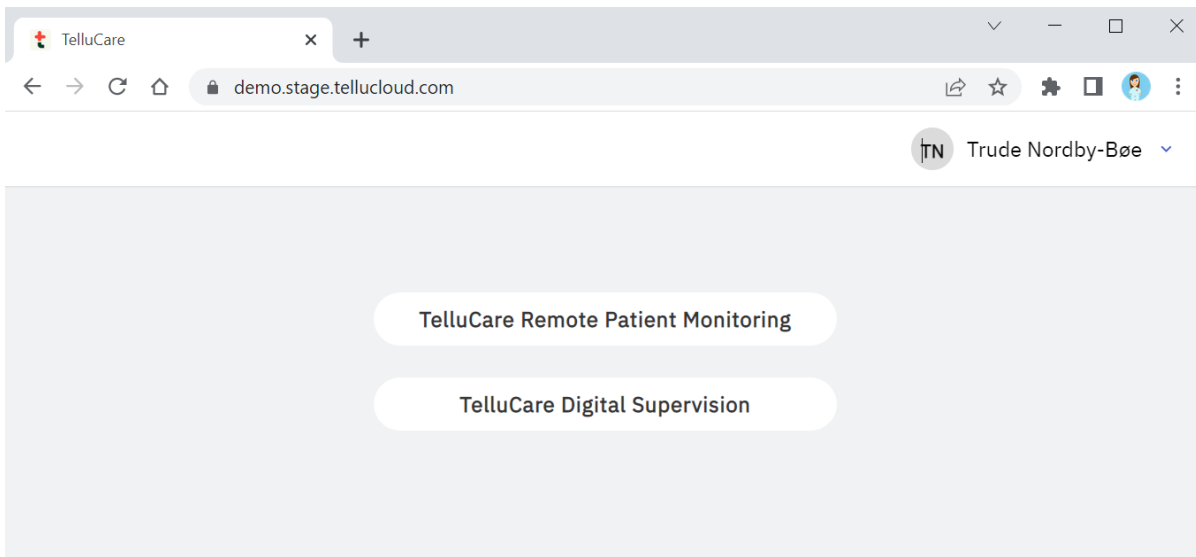 TelluCare
demo.stage.tellucloud.com
TN Trude Nordby-Bøe
TelluCare Remote Patient Monitoring
TelluCare Digital Supervision